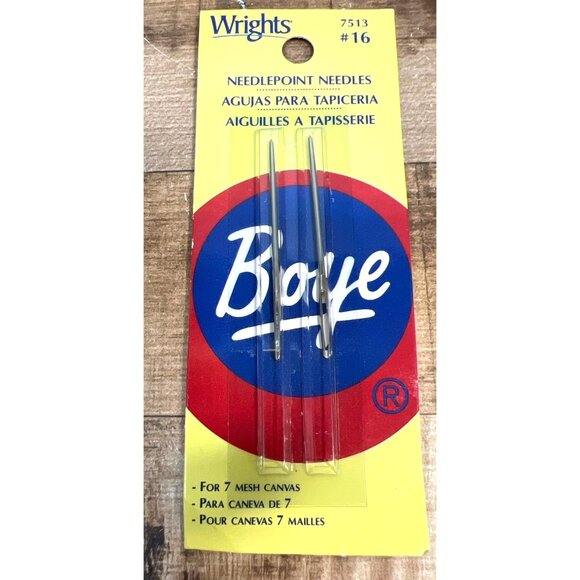 Wrights®
7513
#16
NEEDLEPOINT NEEDLES
AGUJAS PARA TAPICERIA
AIGUILLES A TAPISSERIE
Boye
®
- FOR 7 MESH CANVAS
- PARA CANEVA DE 7
- POUR CANEVAS 7 MAILLES